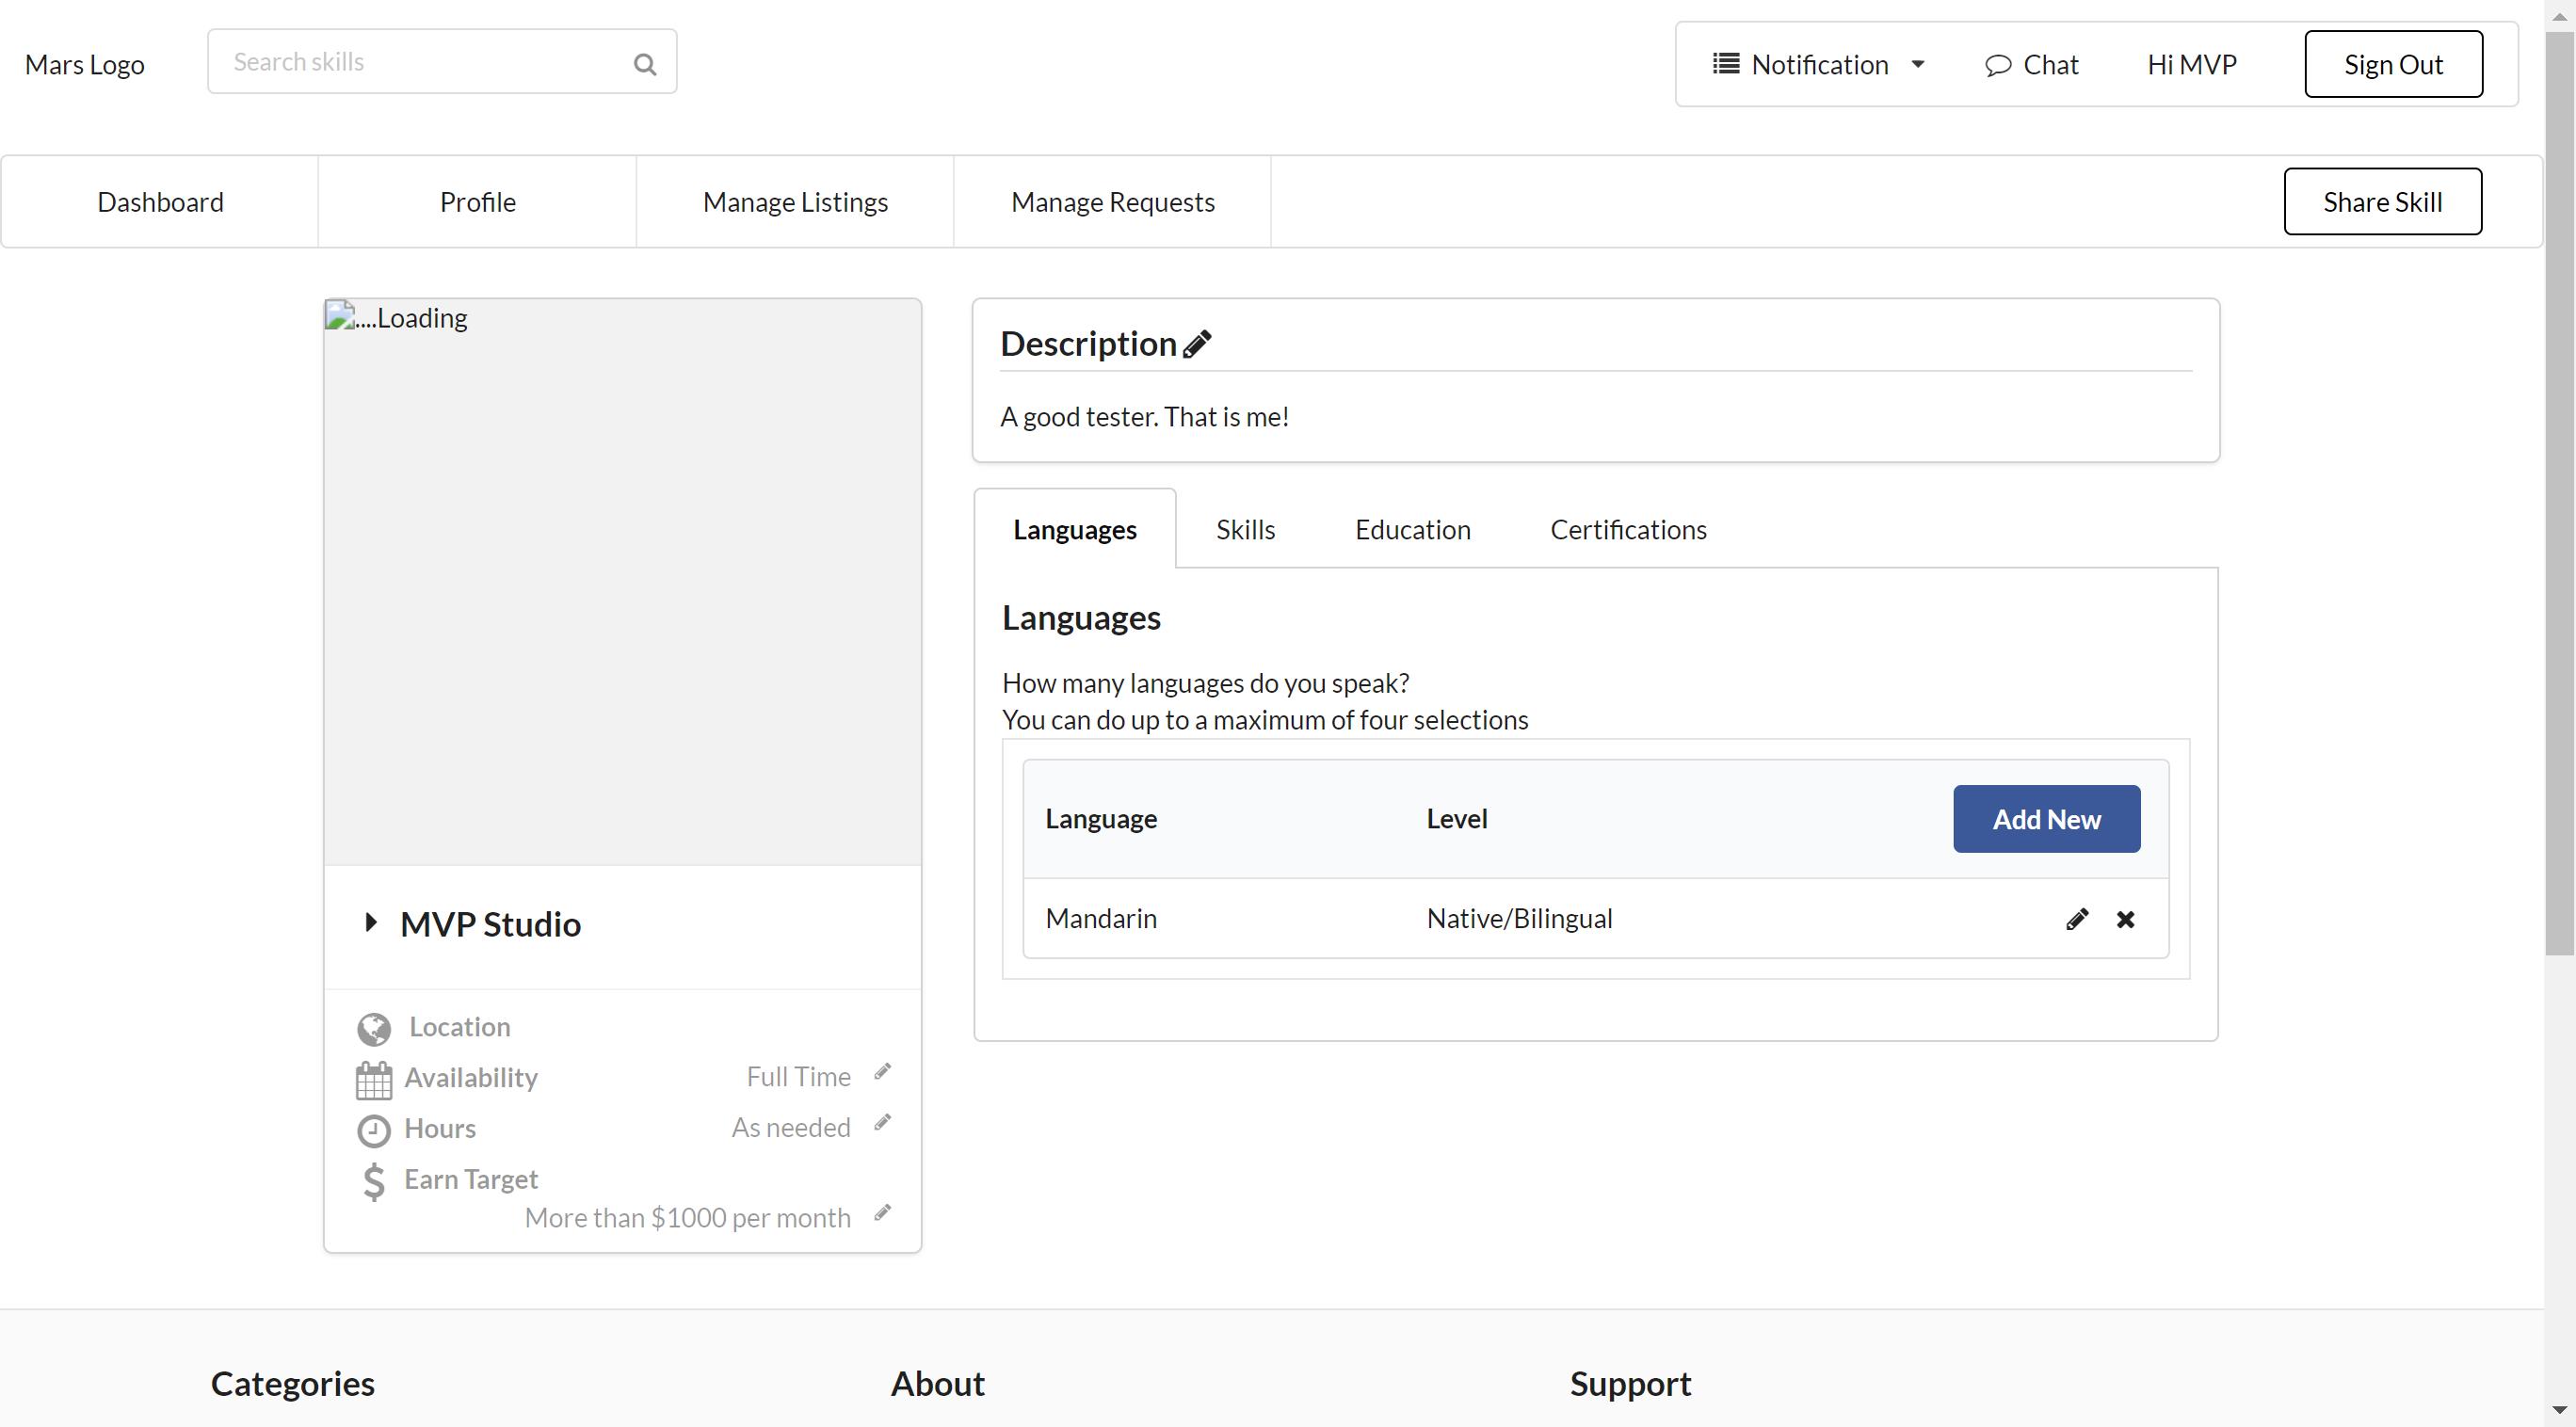 Mars Logo
Search skills
Notification
Chat
Hi MVP
Sign Out
Dashboard
Profile
Manage Listings
Manage Requests
Share Skill
....Loading
MVP Studio
Location
Availability
Full Time
Hours
As needed
Earn Target
More than $1000 per month
Description
A good tester. That is me!
Languages
Skills
Education
Certifications
Languages
How many languages do you speak?
You can do up to a maximum of four selections
Language
Level
Add New
Mandarin
Native/Bilingual
Categories
About
Support